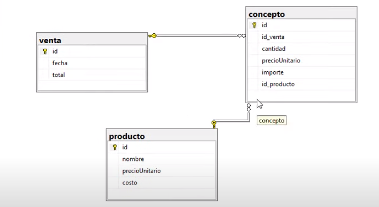 venta
id
fecha
total
concepto
id
id_venta
cantidad
precioUnitario
importe
id_producto
concepto
producto
id
nombre
precioUnitario
costo